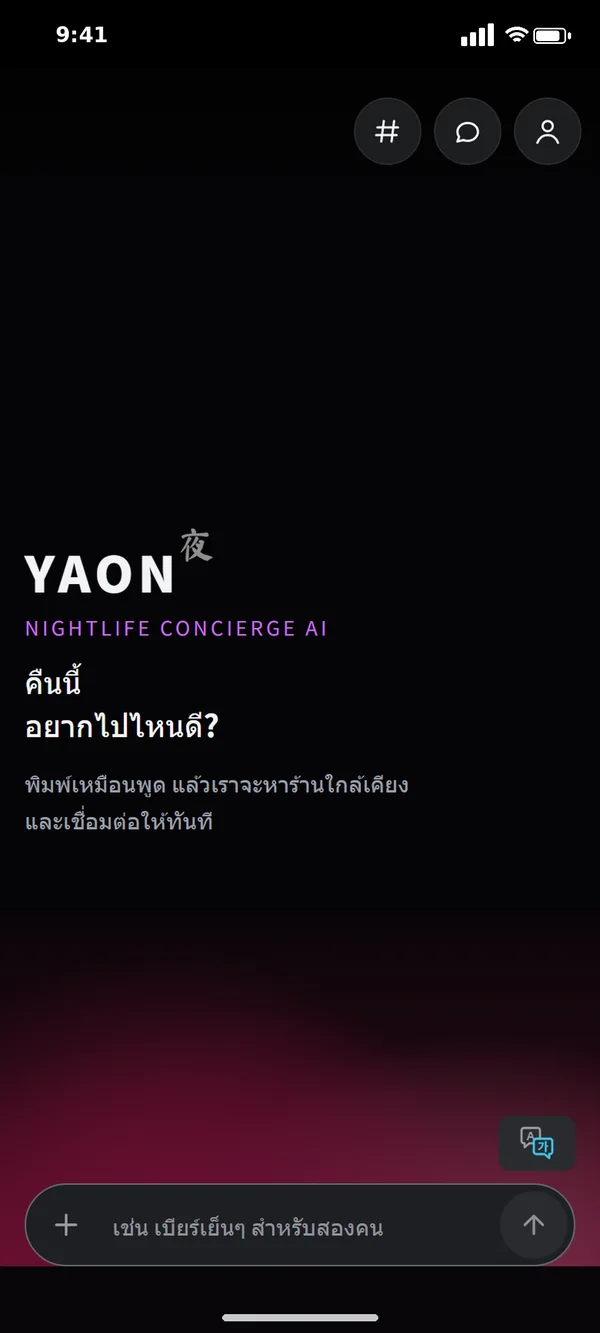 9:41
YAON夜
NIGHTLIFE CONCIERGE AI
คืนนี้
อยากไปไหนดี?
พิมพ์เหมือนพูด แล้วเราจะหาร้านใกล้เคียง
และเชื่อมต่อให้ทันที
A가
เช่น เบียร์เย็นๆ สำหรับสองคน